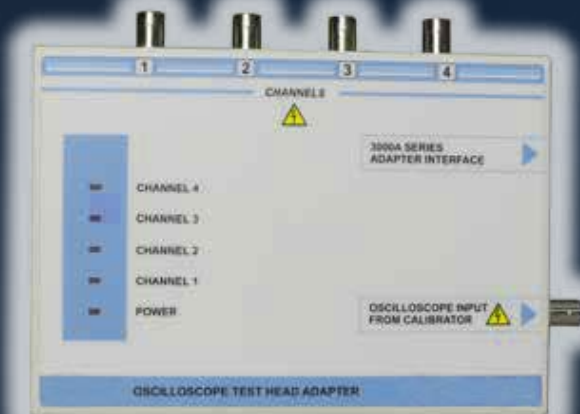 1 2 3 4
CHANNELS
3000A SERIES
ADAPTER INTERFACE
CHANNEL 4
CHANNEL 3
CHANNEL 2
CHANNEL 1
POWER
OSCILLOSCOPE INPUT
FROM CALIBRATOR
OSCILLOSCOPE TEST HEAD ADAPTER